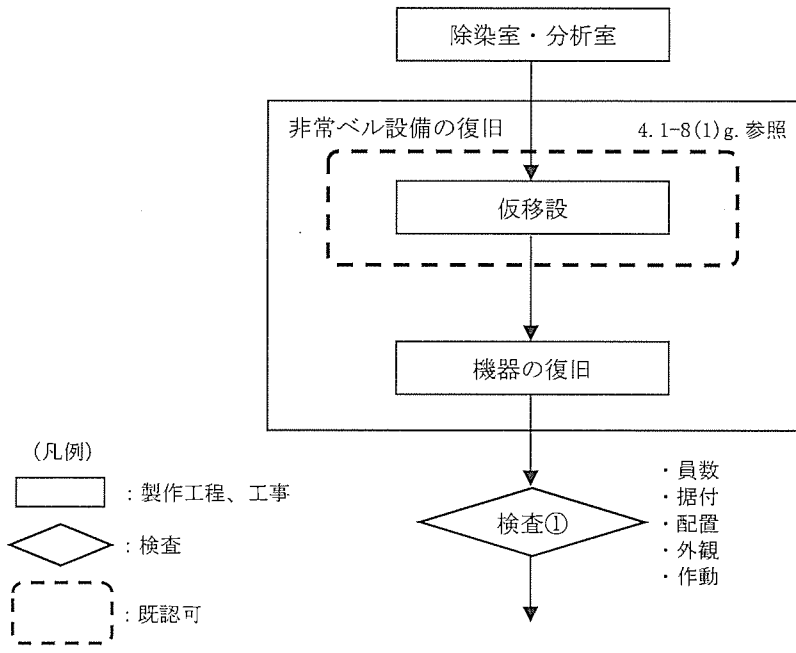 除染室・分析室
非常ベル設備の復旧 4.1-8(1)g.参照
仮移設
機器の復旧
検査①
・員数
・据付
・配置
・外観
・作動
(凡例)
：製作工程、工事
：検査
：既認可